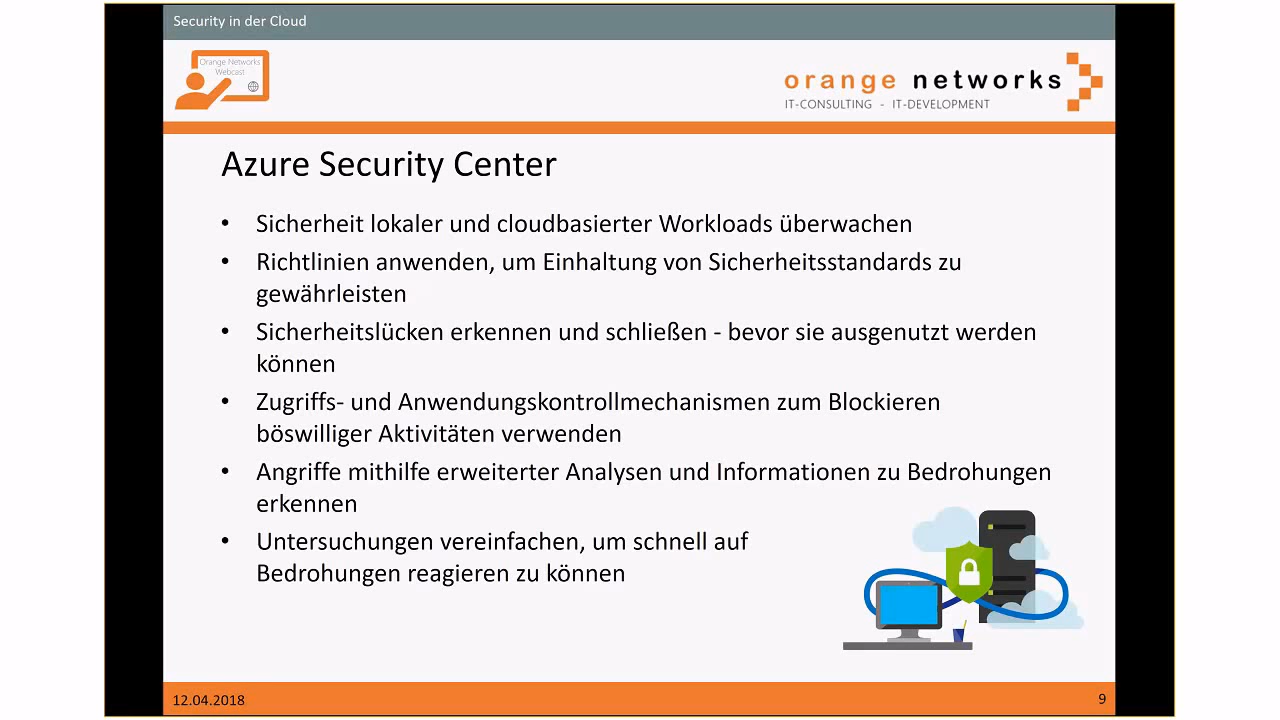 Security in der Cloud
Orange Networks
Webcast
orange networks
IT-CONSULTING - IT-DEVELOPMENT
Azure Security Center
• Sicherheit lokaler und cloudbasierter Workloads überwachen
• Richtlinien anwenden, um Einhaltung von Sicherheitsstandards zu
gewährleisten
• Sicherheitslücken erkennen und schließen - bevor sie ausgenutzt werden
können
• Zugriffs- und Anwendungskontrollmechanismen zum Blockieren
böswilliger Aktivitäten verwenden
• Angriffe mithilfe erweiterter Analysen und Informationen zu Bedrohungen
erkennen
• Untersuchungen vereinfachen, um schnell auf
Bedrohungen reagieren zu können
12.04.2018
9